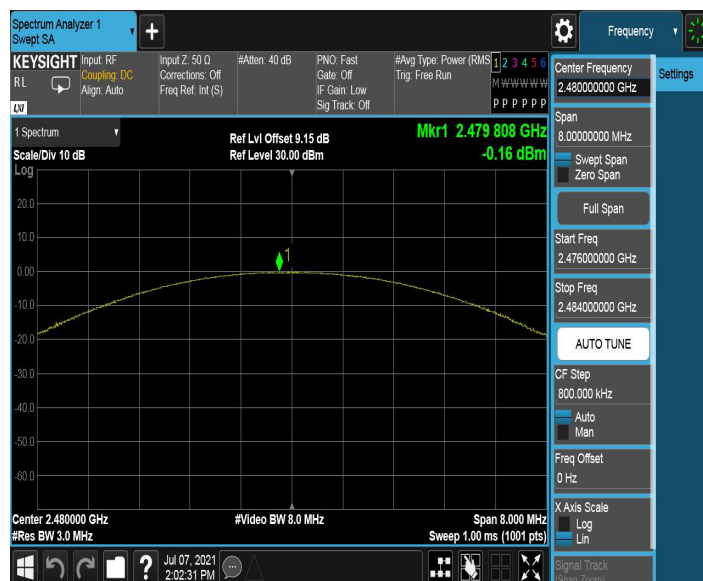 Spectrum Analyzer 1
Swept SA
+
Frequency
KEYSIGHT
RL
LXI
Input: RF
Coupling: DC
Align: Auto
Input Z: 50 Ω
Corrections: Off
Freq Ref: Int (S)
#Atten: 40 dB
PNO: Fast
Gate: Off
IF Gain: Low
Sig Track: Off
#Avg Type: Power (RMS
Trig: Free Run
1 2 3 4 5 6
M W W W W W
P P P P P P
Center Frequency
2.480000000 GHz
Settings
Span
8.00000000 MHz
Swept Span
Zero Span
Full Span
Start Freq
2.476000000 GHz
Stop Freq
2.484000000 GHz
AUTO TUNE
CF Step
800.000 kHz
Auto
Man
Freq Offset
0 Hz
X Axis Scale
Log
Lin
Signal Track
(Span Zoom)
1 Spectrum
Scale/Div 10 dB
Ref Lvl Offset 9.15 dB
Ref Level 30.00 dBm
Mkr1 2.479 808 GHz
-0.16 dBm
Log
20.0
10.0
0.00
-10.0
-20.0
-30.0
-40.0
-50.0
-60.0
1
Center 2.480000 GHz
#Res BW 3.0 MHz
#Video BW 8.0 MHz
Span 8.000 MHz
Sweep 1.00 ms (1001 pts)
?
Jul 07, 2021
2:02:31 PM